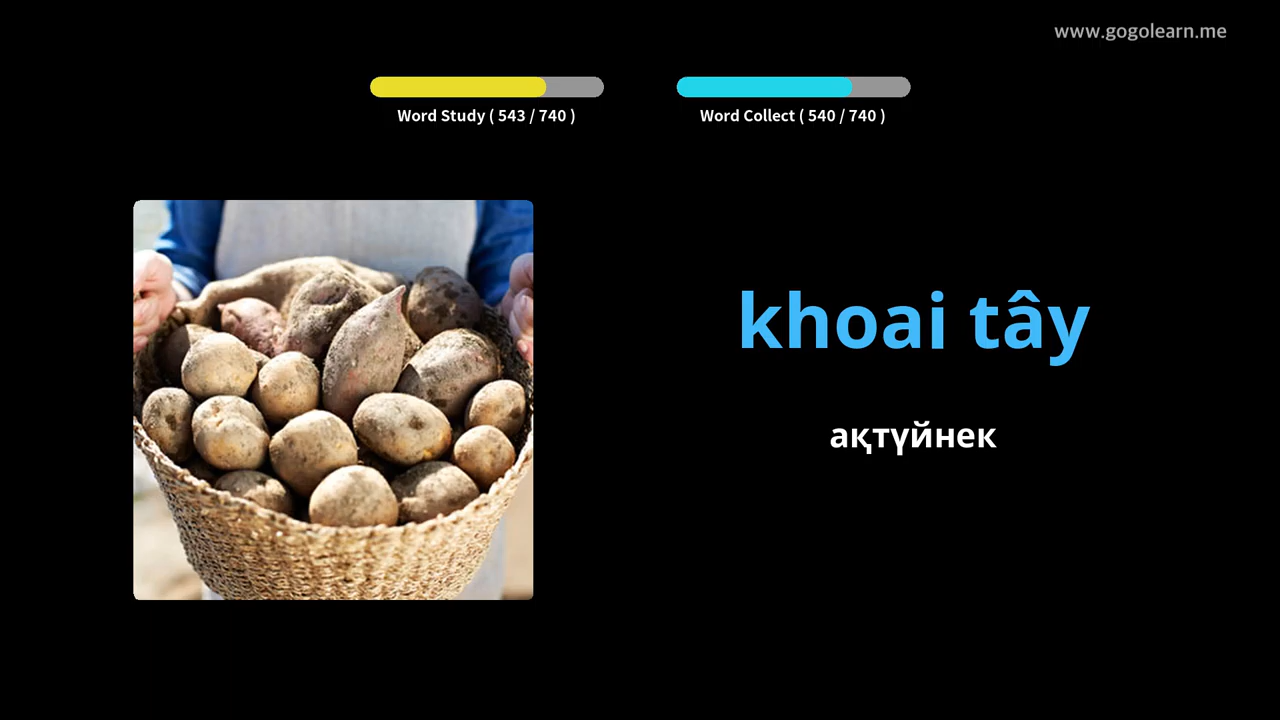 www.gogolearn.me
Word Study ( 543 / 740 )
Word Collect ( 540 / 740 )
khoai tây
ақтүйнек